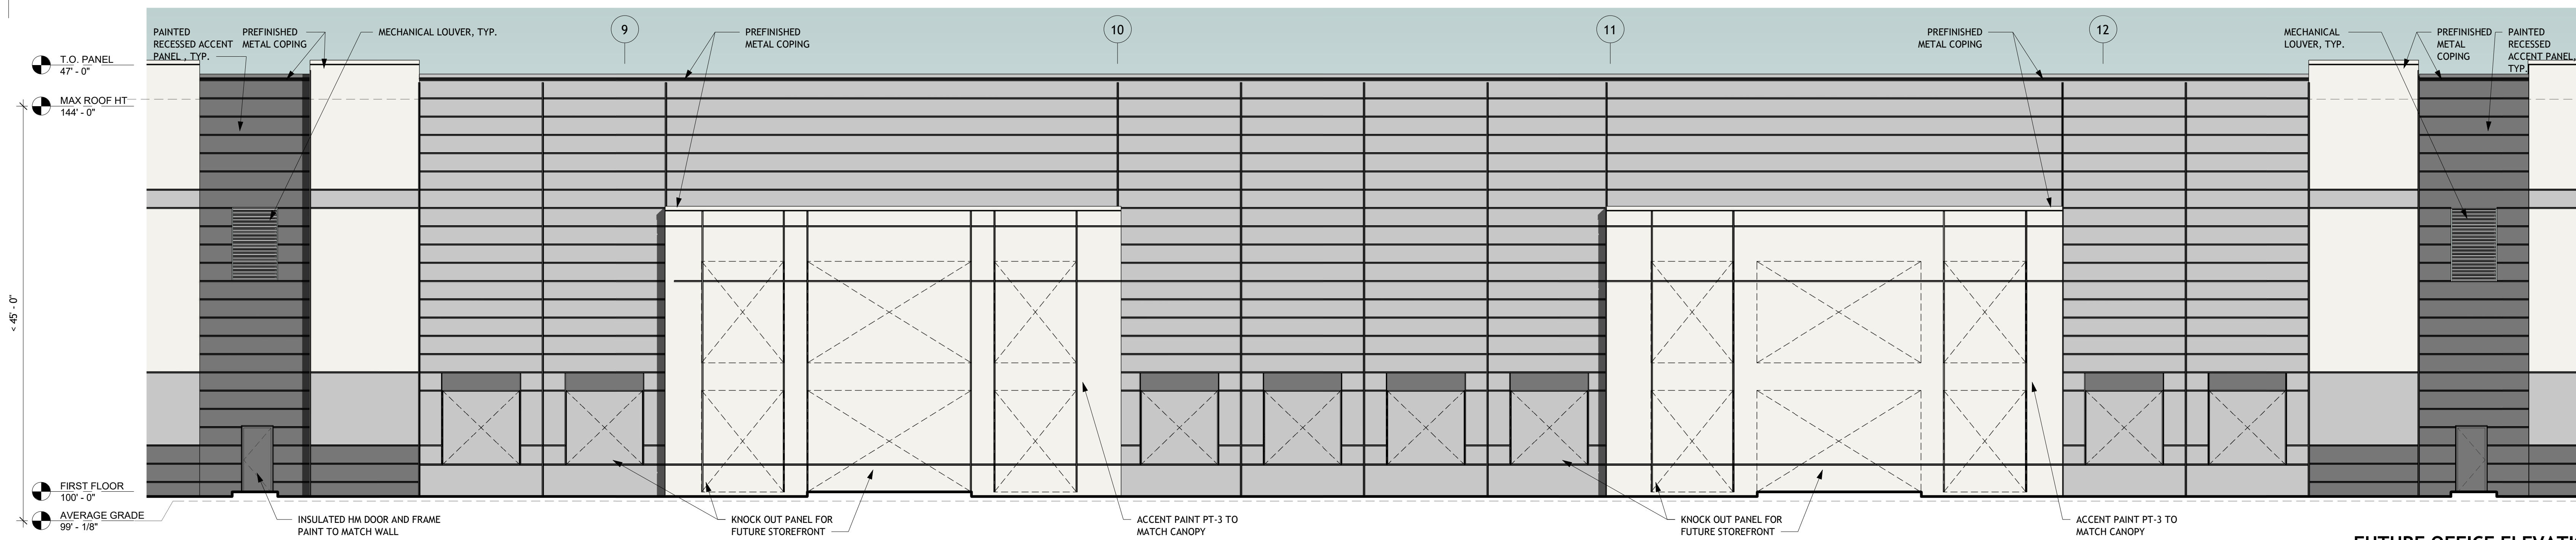 9
10
11
12
PAINTED
RECESSED ACCENT
PANEL , TYP.
PREFINISHED
METAL COPING
MECHANICAL LOUVER, TYP.
PREFINISHED
METAL COPING
PREFINISHED
METAL COPING
MECHANICAL
LOUVER, TYP.
PREFINISHED
METAL
COPING
PAINTED
RECESSED
ACCENT PANEL,
TYP.
T.O. PANEL
47' - 0"
MAX ROOF HT
144' - 0"
< 45' - 0"
FIRST FLOOR
100' - 0"
AVERAGE GRADE
99' - 1/8"
INSULATED HM DOOR AND FRAME
PAINT TO MATCH WALL
KNOCK OUT PANEL FOR
FUTURE STOREFRONT
ACCENT PAINT PT-3 TO
MATCH CANOPY
KNOCK OUT PANEL FOR
FUTURE STOREFRONT
ACCENT PAINT PT-3 TO
MATCH CANOPY
FUTURE OFFICE ELEVATI